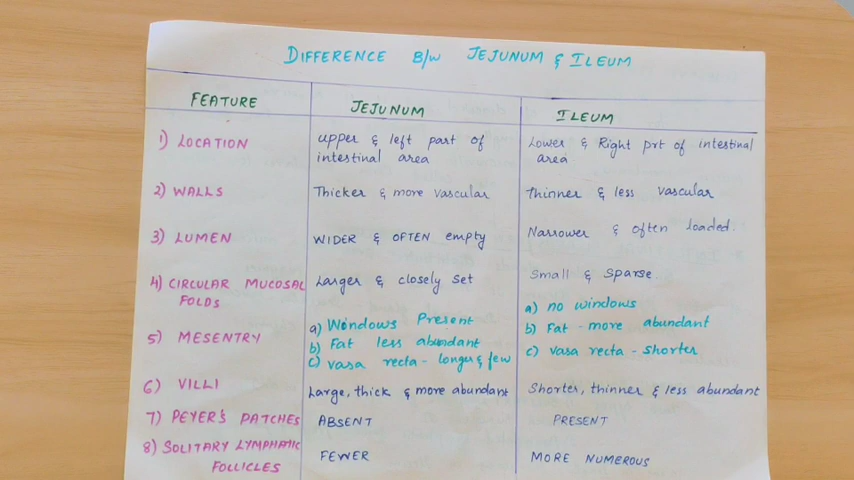 DIFFERENCE B/W JEJUNUM & ILEUM
FEATURE JEJUNUM ILEUM
1) LOCATION upper & left part of Lower & Right prt of intestinal
intestinal area area
2) WALLS Thicker & more vascular Thinner & less vascular
3) LUMEN WIDER & OFTEN empty Narrower & often loaded.
4) CIRCULAR MUCOSAL Larger & closely set Small & sparse
FOLDS
5) MESENTRY a) Windows Present a) no windows
b) Fat less abundant b) Fat - more abundant
c) vasa recta - longer & few c) vasa recta - shorter
6) VILLI Large, thick & more abundant Shorter, thinner & less abundant
7) PEYER'S PATCHES ABSENT PRESENT
8) SOLITARY LYMPHATIC FEWER MORE NUMEROUS
FOLLICLES